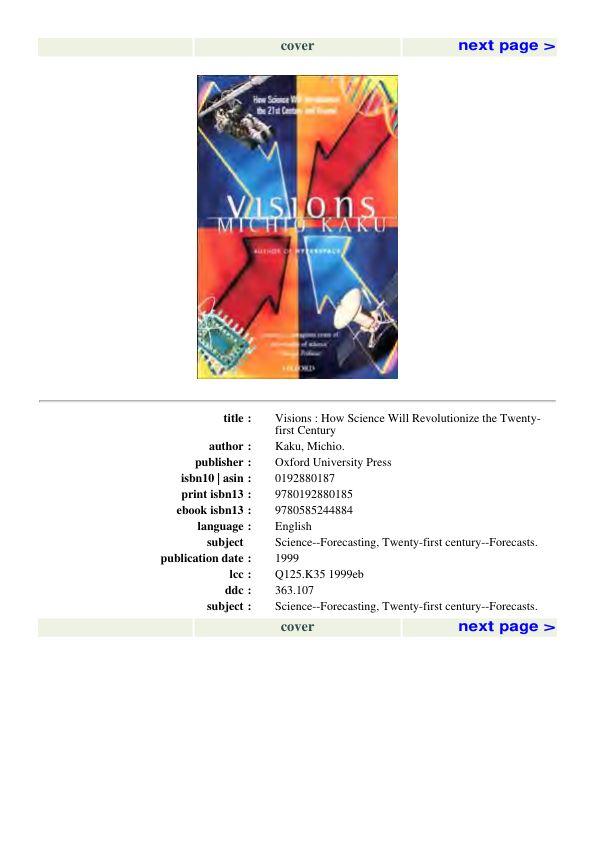 cover
next page >
How Science Will Revolutionize
the 21st Century and Beyond
visions
MICHIO KAKU
AUTHOR OF HYPERSPACE
OXFORD
title : Visions : How Science Will Revolutionize the Twenty-
first Century
author : Kaku, Michio.
publisher : Oxford University Press
isbn10 | asin : 0192880187
print isbn13 : 9780192880185
ebook isbn13 : 9780585244884
language : English
subject Science--Forecasting, Twenty-first century--Forecasts.
publication date : 1999
lcc : Q125.K35 1999eb
ddc : 363.107
subject : Science--Forecasting, Twenty-first century--Forecasts.
cover
next page >